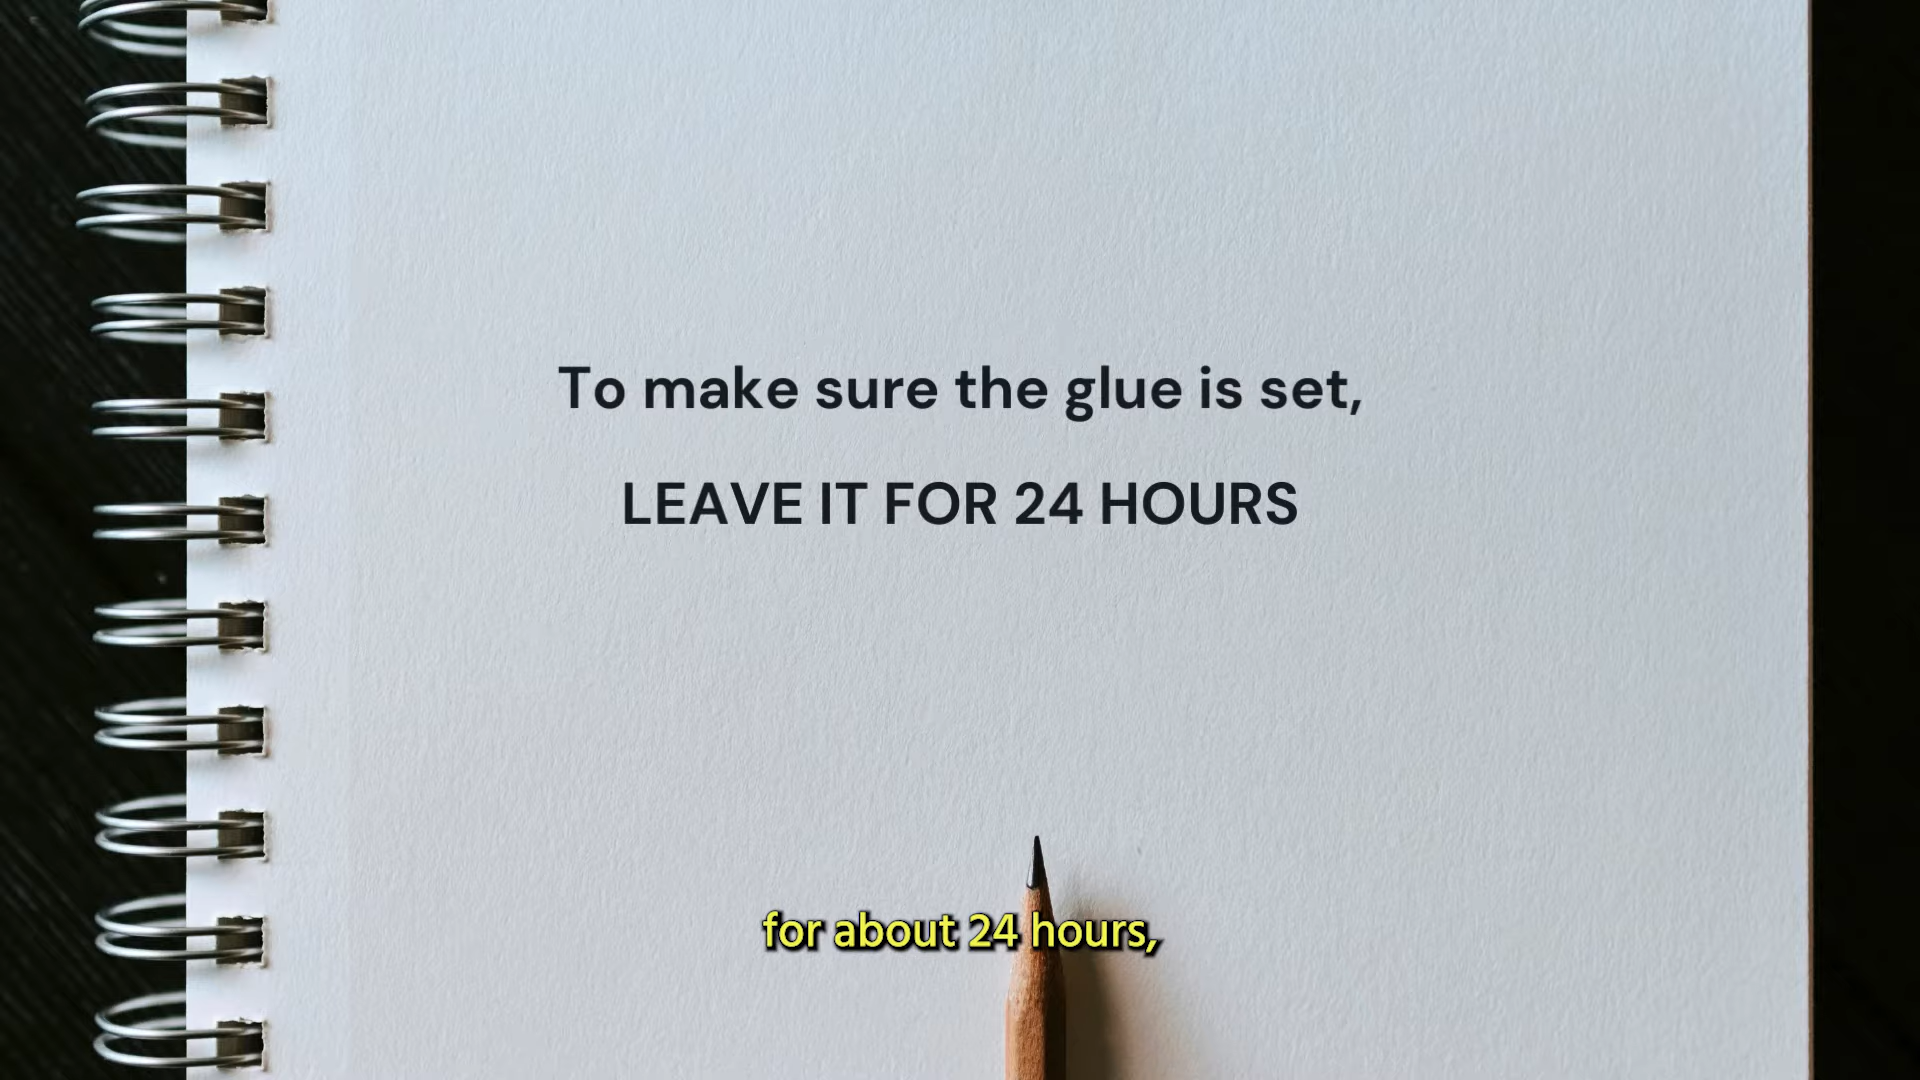 To make sure the glue is set,
LEAVE IT FOR 24 HOURS
for about 24 hours,